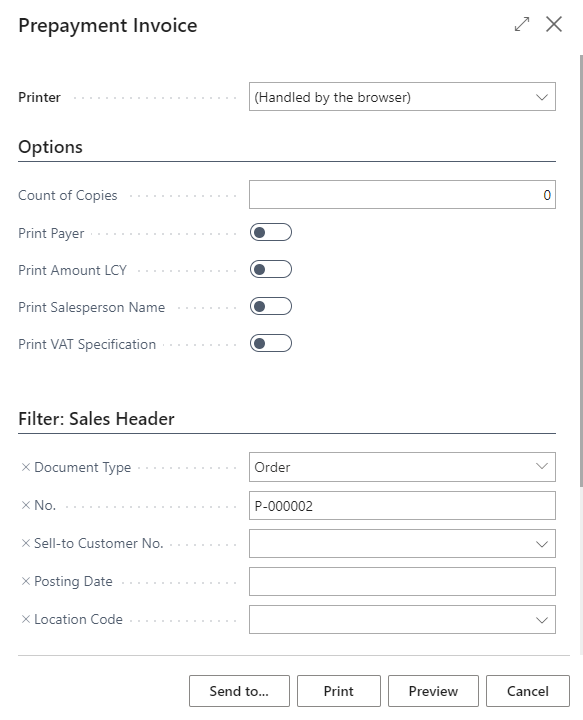 Prepayment Invoice
Printer (Handled by the browser)
Options
Count of Copies 0
Print Payer
Print Amount LCY
Print Salesperson Name
Print VAT Specification
Filter: Sales Header
Document Type Order
No. P-000002
Sell-to Customer No.
Posting Date
Location Code
Send to... Print Preview Cancel